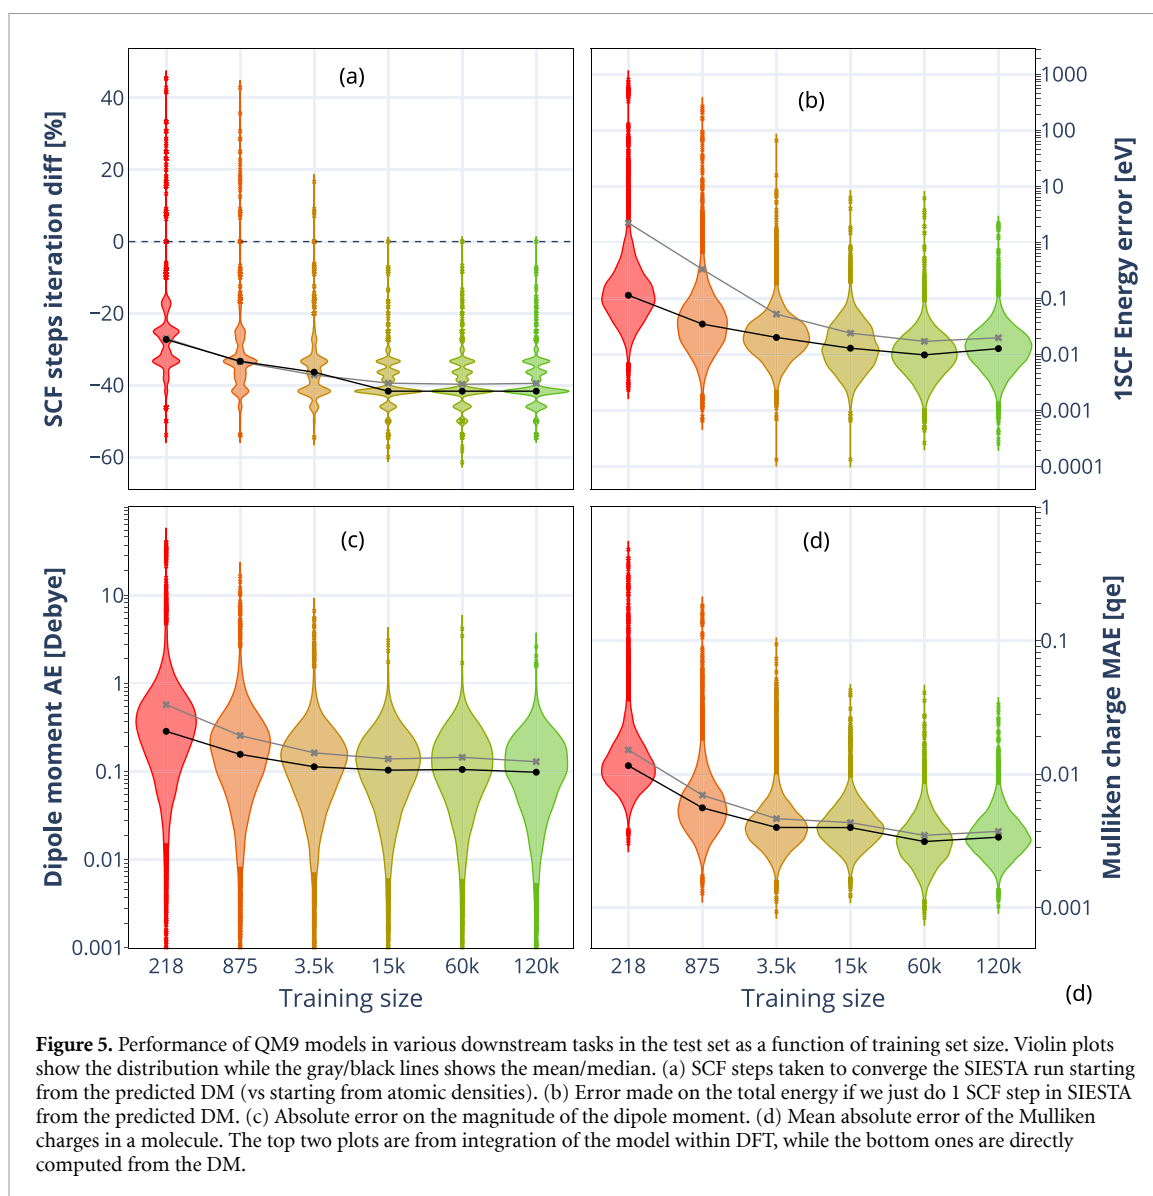 (a)
(b)
SCF steps iteration diff [%]
40
20
0
−20
−40
−60
1000
100
10
1
0.1
0.01
0.001
0.0001
1SCF Energy error [eV]
(c)
(d)
Dipole moment AE [Debye]
10
1
0.1
0.01
0.001
1
0.1
0.01
0.001
Mulliken charge MAE [qe]
218 875 3.5k 15k 60k 120k
218 875 3.5k 15k 60k 120k
Training size
Training size
(d)
Figure 5. Performance of QM9 models in various downstream tasks in the test set as a function of training set size. Violin plots
show the distribution while the gray/black lines shows the mean/median. (a) SCF steps taken to converge the SIESTA run starting
from the predicted DM (vs starting from atomic densities). (b) Error made on the total energy if we just do 1 SCF step in SIESTA
from the predicted DM. (c) Absolute error on the magnitude of the dipole moment. (d) Mean absolute error of the Mulliken
charges in a molecule. The top two plots are from integration of the model within DFT, while the bottom ones are directly
computed from the DM.